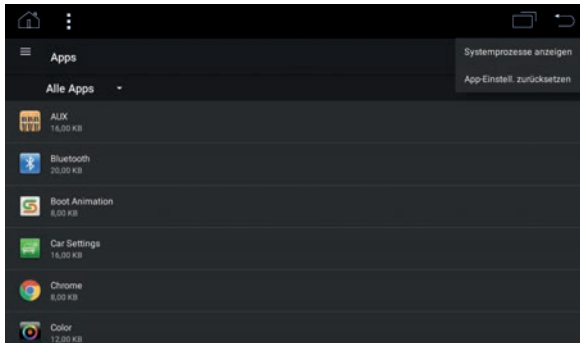 Apps
Systemprozesse anzeigen
App-Einstell. zurücksetzen
Alle Apps
AUX
16,00 KB
Bluetooth
20,00 KB
Boot Animation
8,00 KB
Car Settings
16,00 KB
Chrome
8,00 KB
Color
12,00 KB